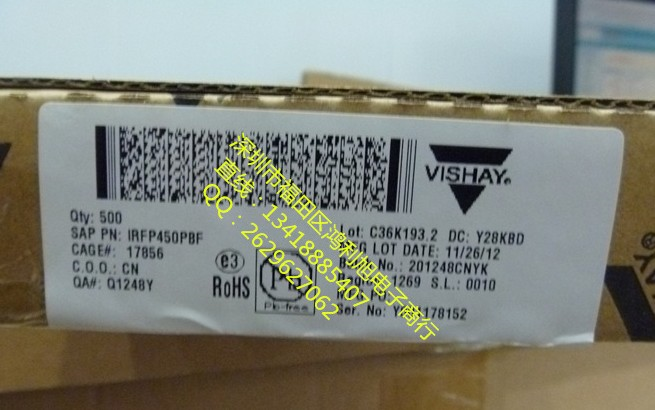 VISHAY®
Qty: 500
SAP PN: IRFP450PBF
CAGE#: 17856
C.O.O.: CN
QA#: Q1248Y
e3
RoHS
Pb-free
Lot: C36K193.2 DC: Y28KBD
LOT DATE: 11/26/12
No.: 201248CNYK
1269 S.L.: 0010
Ser. No.:
178152
深圳市福田区鸿利旭电子商行
直线：13418885407
QQ：2629627062